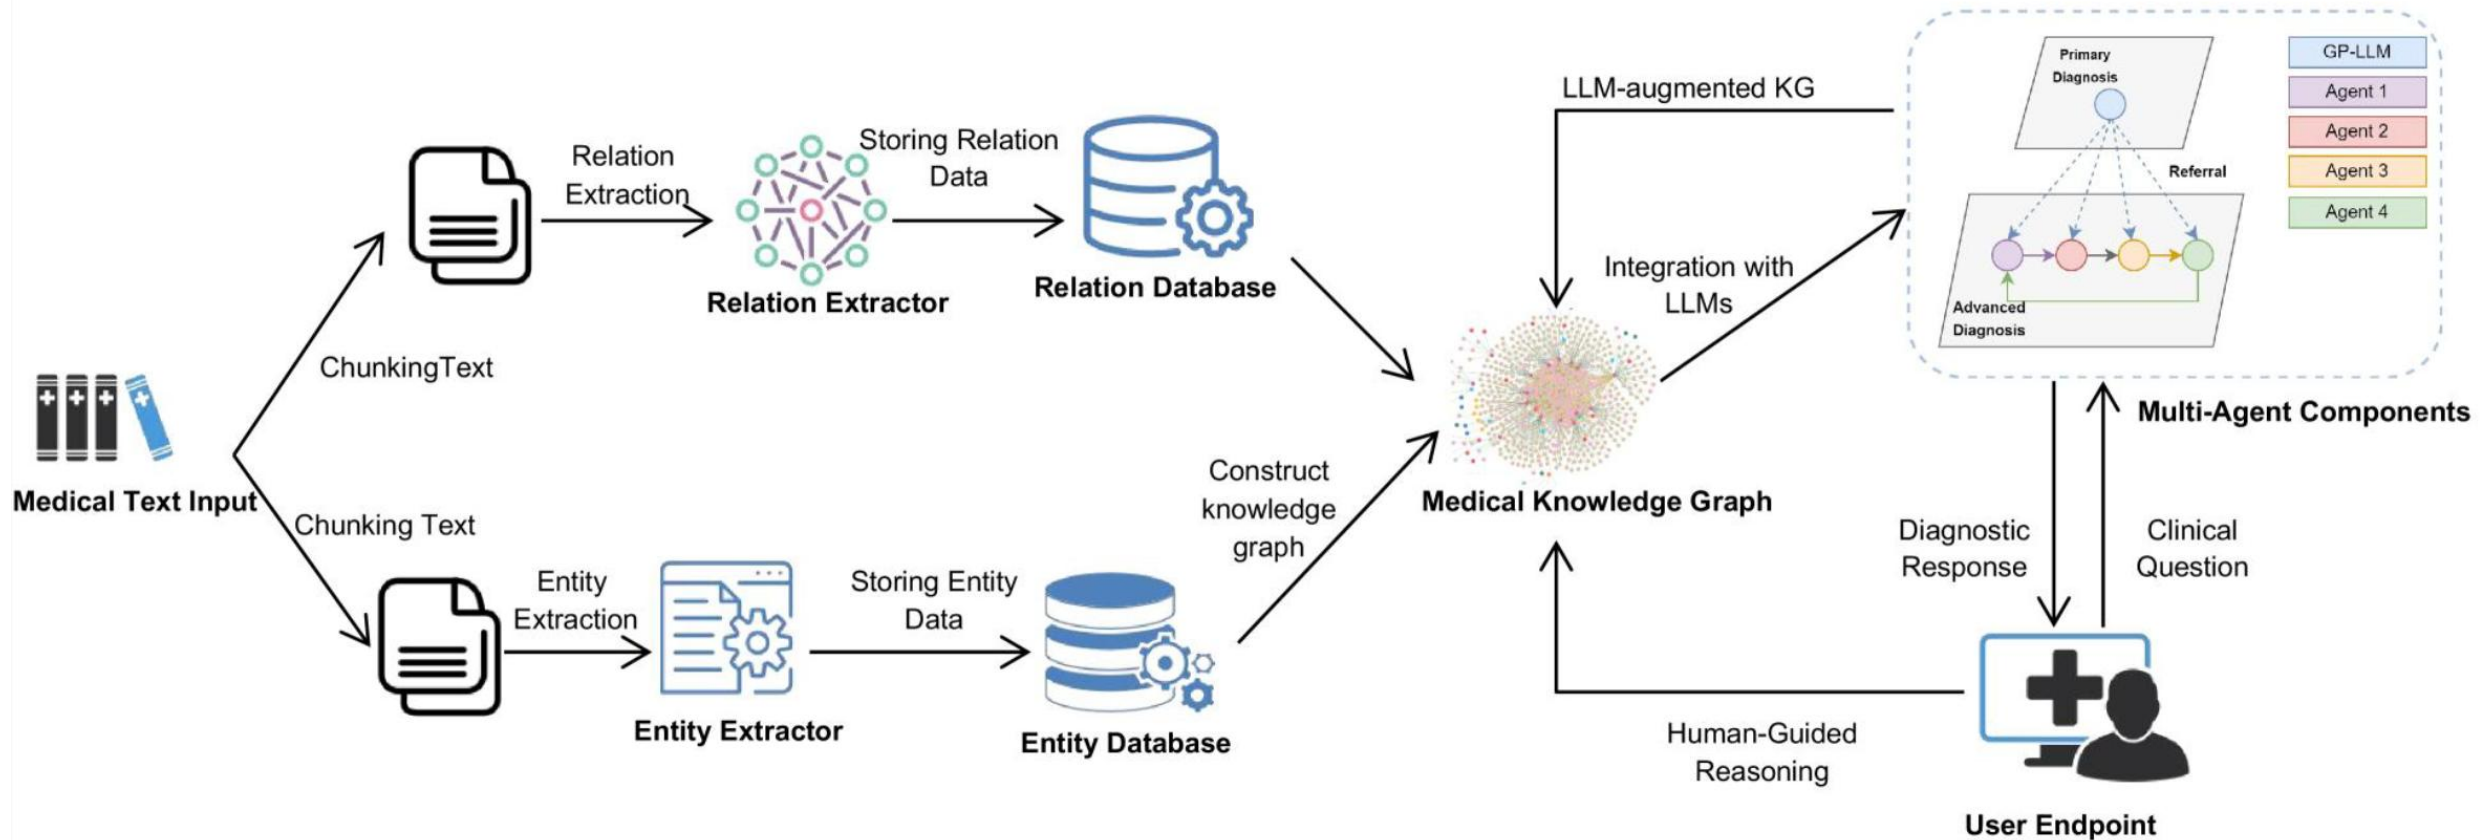 Medical Text Input
ChunkingText
Chunking Text
Relation
Extraction
Relation Extractor
Storing Relation
Data
Relation Database
Entity
Extraction
Entity Extractor
Storing Entity
Data
Entity Database
Construct
knowledge
graph
Medical Knowledge Graph
LLM-augmented KG
Integration with
LLMs
Primary
Diagnosis
Referral
Advanced
Diagnosis
GP-LLM
Agent 1
Agent 2
Agent 3
Agent 4
Multi-Agent Components
Diagnostic
Response
Clinical
Question
Human-Guided
Reasoning
User Endpoint